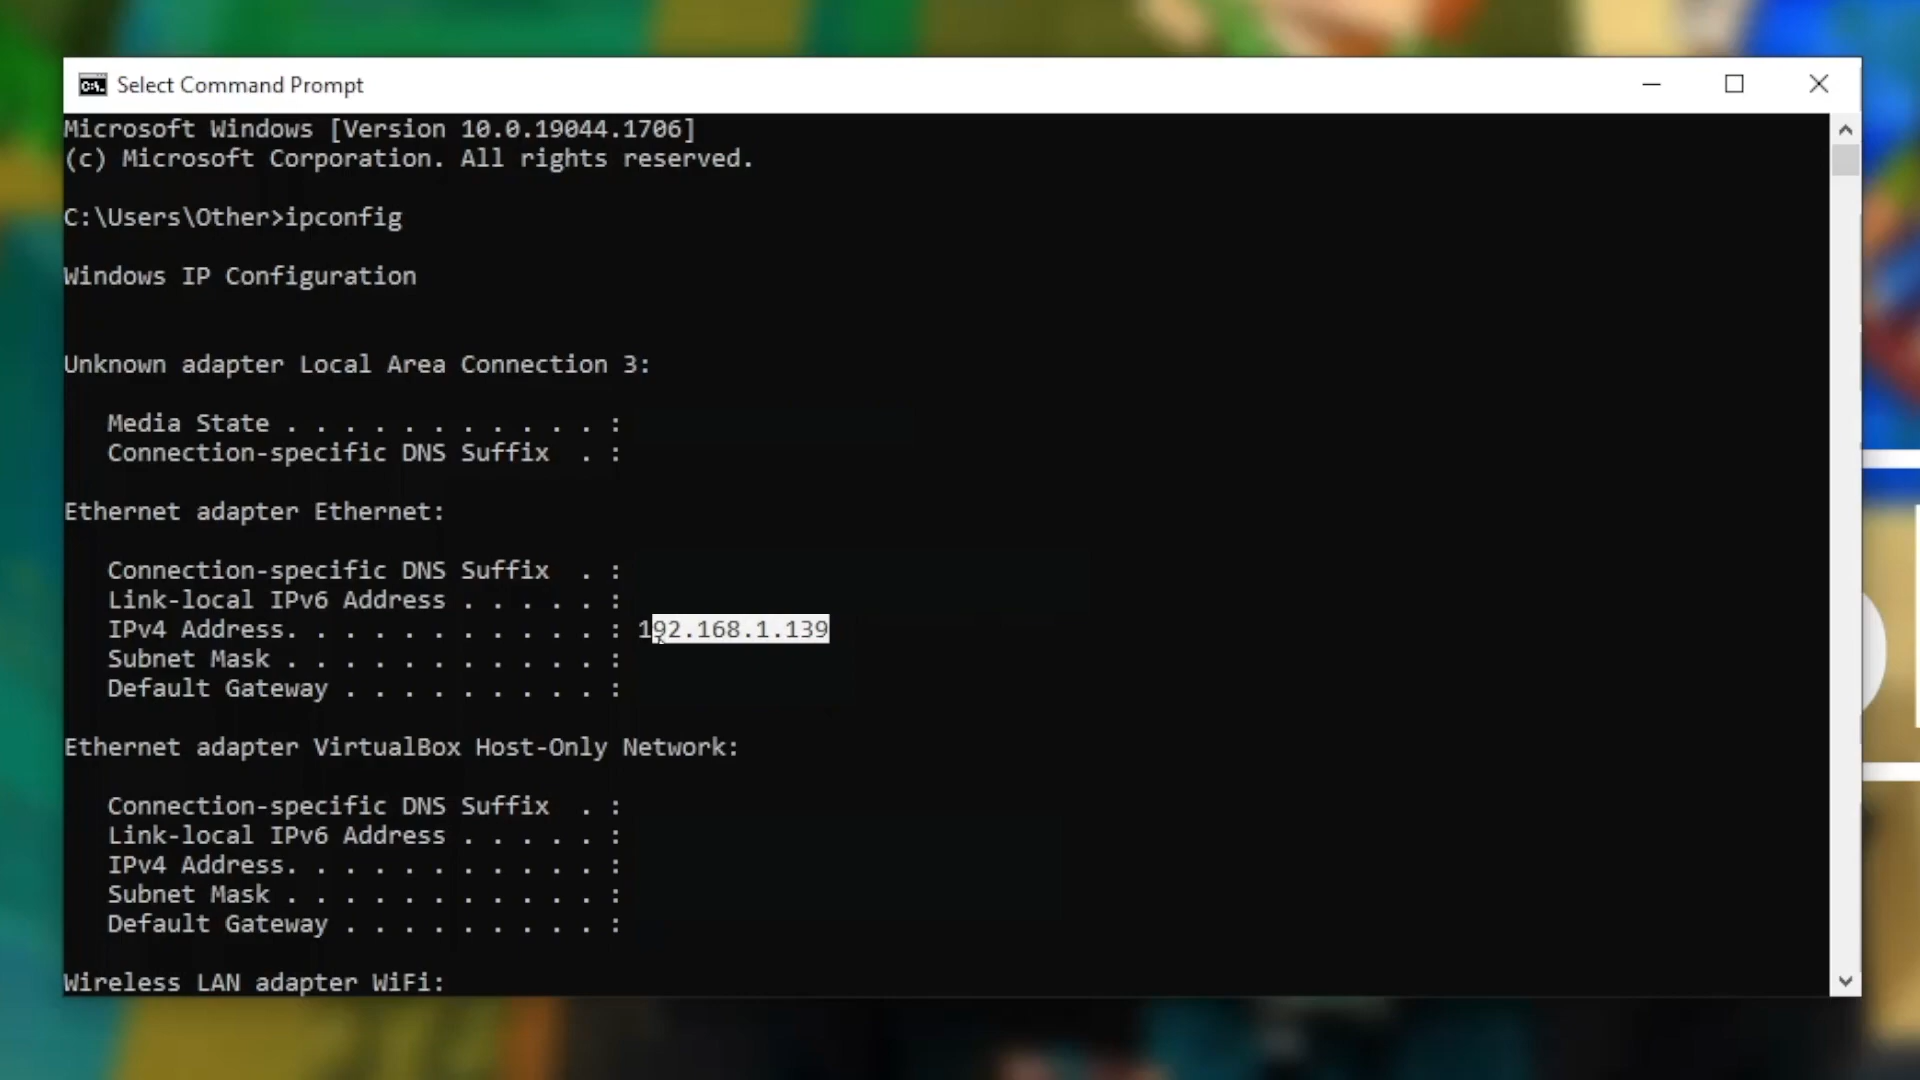 Select Command Prompt
Microsoft Windows [Version 10.0.19044.1706]
(c) Microsoft Corporation. All rights reserved.
C:\Users\Other>ipconfig
Windows IP Configuration
Unknown adapter Local Area Connection 3:
Media State . . . . . . . . . . . :
Connection-specific DNS Suffix  . :
Ethernet adapter Ethernet:
Connection-specific DNS Suffix  . :
Link-local IPv6 Address . . . . . :
IPv4 Address. . . . . . . . . . . : 192.168.1.139
Subnet Mask . . . . . . . . . . . :
Default Gateway . . . . . . . . . :
Ethernet adapter VirtualBox Host-Only Network:
Connection-specific DNS Suffix  . :
Link-local IPv6 Address . . . . . :
IPv4 Address. . . . . . . . . . . :
Subnet Mask . . . . . . . . . . . :
Default Gateway . . . . . . . . . :
Wireless LAN adapter WiFi: